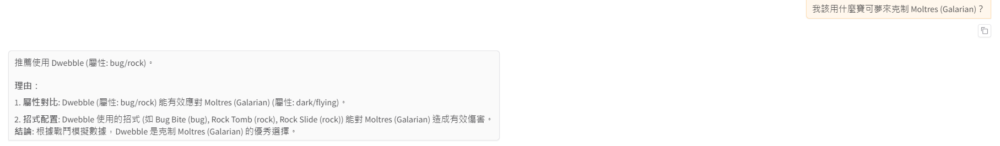 我該用什麼寶可夢來克制 Moltres (Galarian)？
推薦使用 Dwebble (屬性: bug/rock)。
理由：
1. 屬性對比: Dwebble (屬性: bug/rock) 能有效應對 Moltres (Galarian) (屬性: dark/flying)。
2. 招式配置: Dwebble 使用的招式 (如 Bug Bite (bug), Rock Tomb (rock), Rock Slide (rock)) 能對 Moltres (Galarian) 造成有效傷害。
結論: 根據戰鬥模擬數據，Dwebble 是克制 Moltres (Galarian) 的優秀選擇。